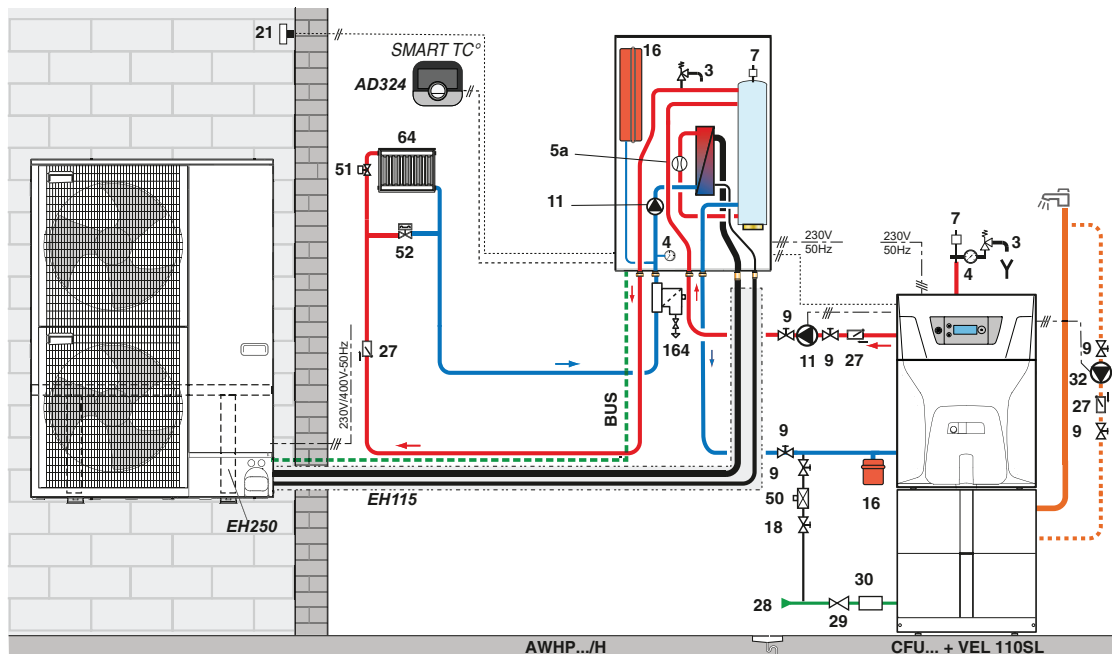 21
SMART TC°
AD324
16
7
3
64
51
5a
11
52
4
230V
50Hz
230V
50Hz
7
3
4
9
27
164
9
11
9
27
9
32
27
9
230V/400V-50Hz
BUS
9
9
50
18
16
EH115
EH250
28
29
30
AWHP.../H
CFU... + VEL 110SL